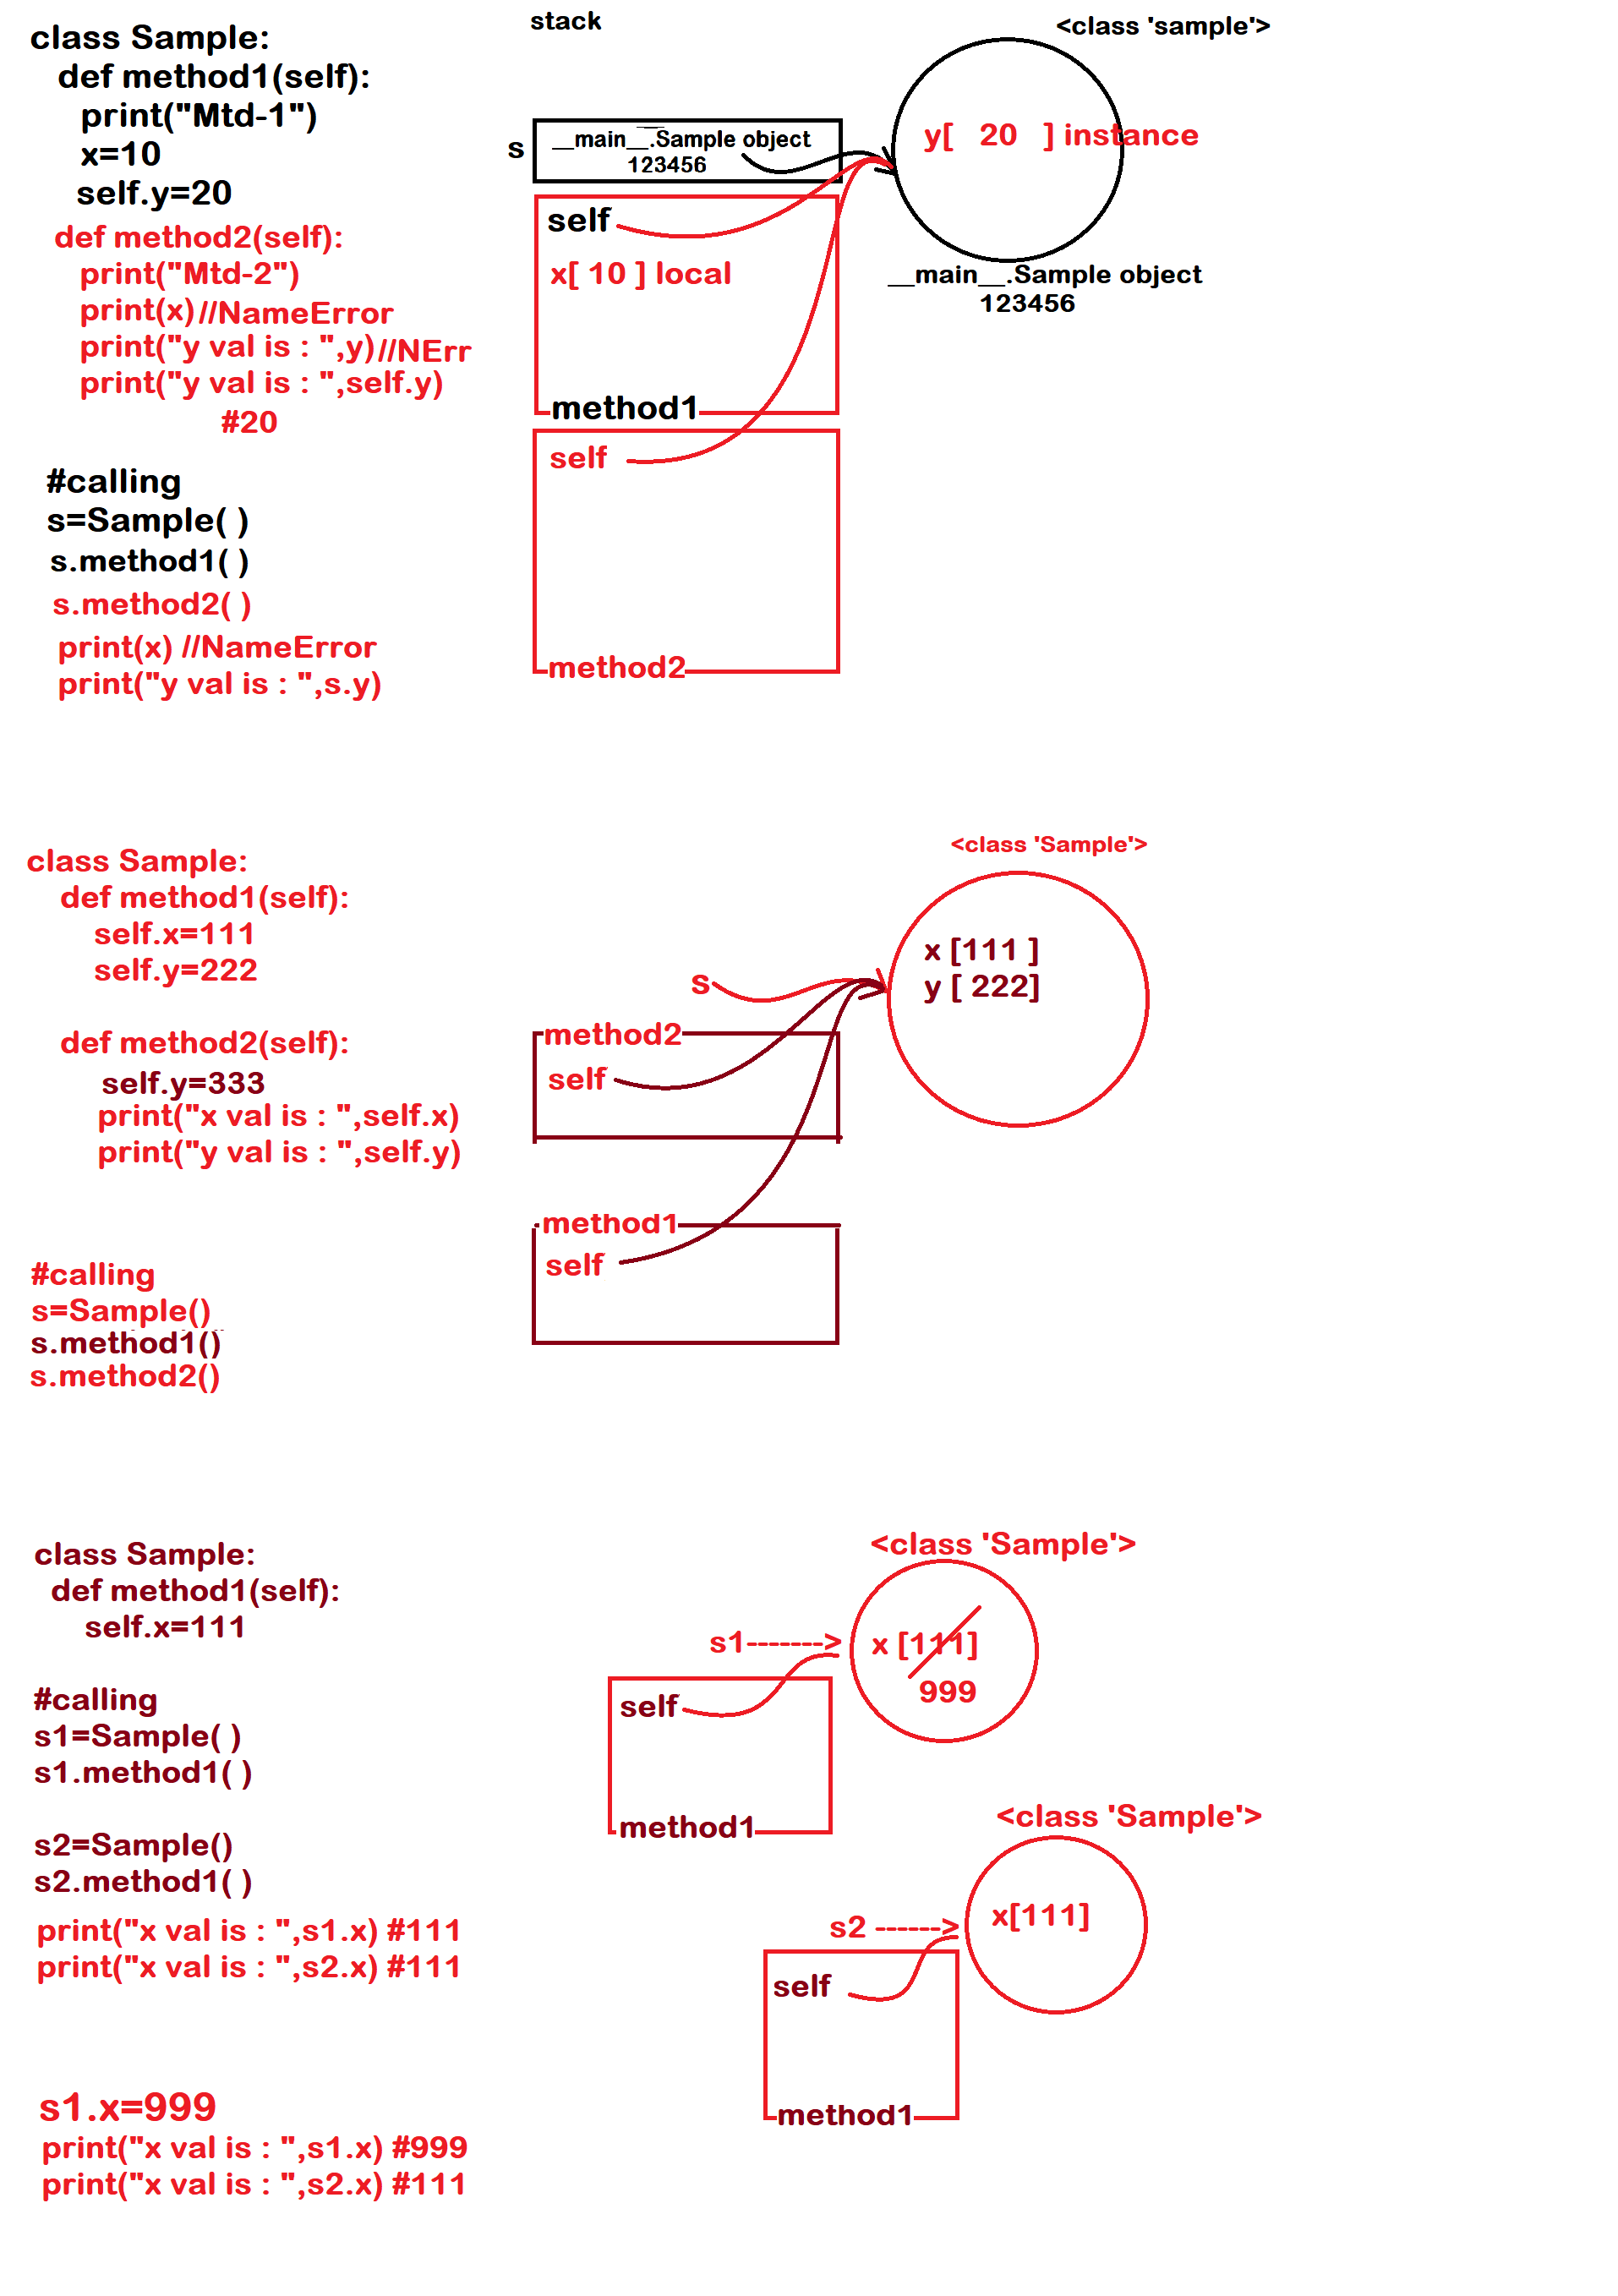 class Sample:
def method1(self):
print("Mtd-1")
x=10
self.y=20
def method2(self):
print("Mtd-2")
print(x)//NameError
print("y val is : ",y)//NErr
print("y val is : ",self.y)
#20
#calling
s=Sample( )
s.method1( )
s.method2( )
print(x) //NameError
print("y val is : ",s.y)
stack
<class 'sample'>
s
__main__.Sample object
123456
y[ 20 ] instance
self
x[ 10 ] local
method1
__main__.Sample object
123456
self
method2
class Sample:
def method1(self):
self.x=111
self.y=222
def method2(self):
self.y=333
print("x val is : ",self.x)
print("y val is : ",self.y)
#calling
s=Sample()
s.method1()
s.method2()
<class 'Sample'>
x [111 ]
y [ 222]
s
method2
self
method1
self
class Sample:
def method1(self):
self.x=111
#calling
s1=Sample( )
s1.method1( )
s2=Sample()
s2.method1( )
print("x val is : ",s1.x) #111
print("x val is : ",s2.x) #111
s1.x=999
print("x val is : ",s1.x) #999
print("x val is : ",s2.x) #111
<class 'Sample'>
s1------->
x [111]
999
self
method1
<class 'Sample'>
s2 ------>
x[111]
self
method1